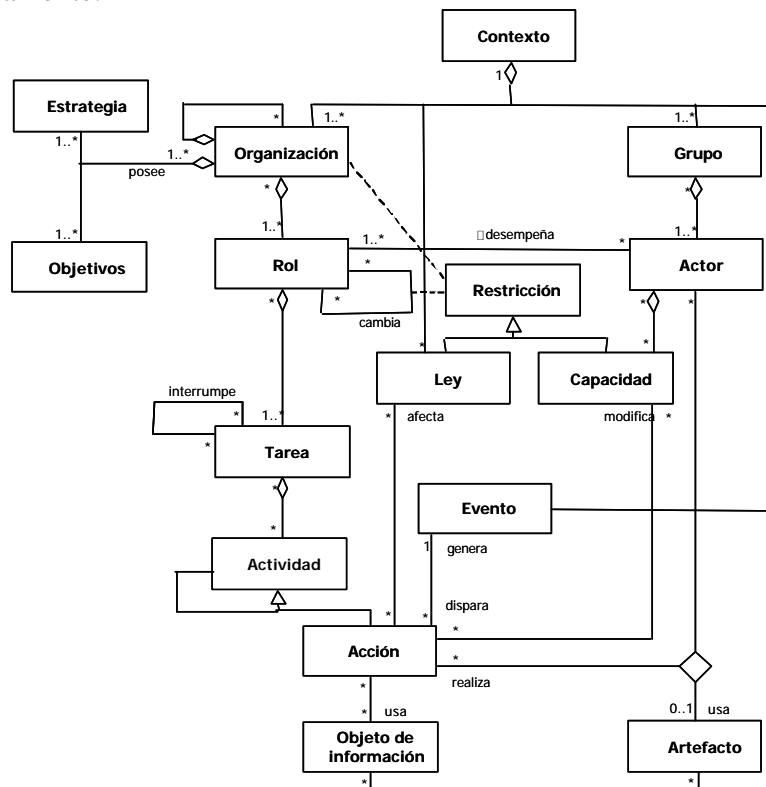 Contexto
1
Estrategia
1..*
*
1..*
1..*
Organización
Grupo
1..*
posee
*
*
1..*
1..*
1..*
1..*
desempeña
*
Objetivos
Rol
Actor
*
Restricción
*
*
*
*
cambia
*
*
Ley
Capacidad
interrumpe
*
1..*
*
afecta
modifica
*
*
Tarea
*
Evento
*
1
genera
Actividad
dispara
*
*
*
Acción
*
realiza
*
*
usa
0..1
usa
Objeto de
información
Artefacto
*
*